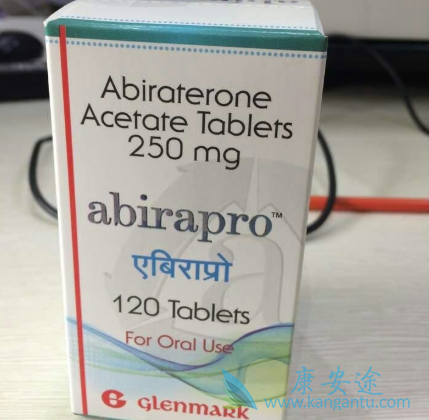 Abiraterone
Acetate Tablets
250 mg
abirapro™
एबिराप्रो
120 Tablets
For Oral Use
GLENMARK
康安途
www.kangantu.com